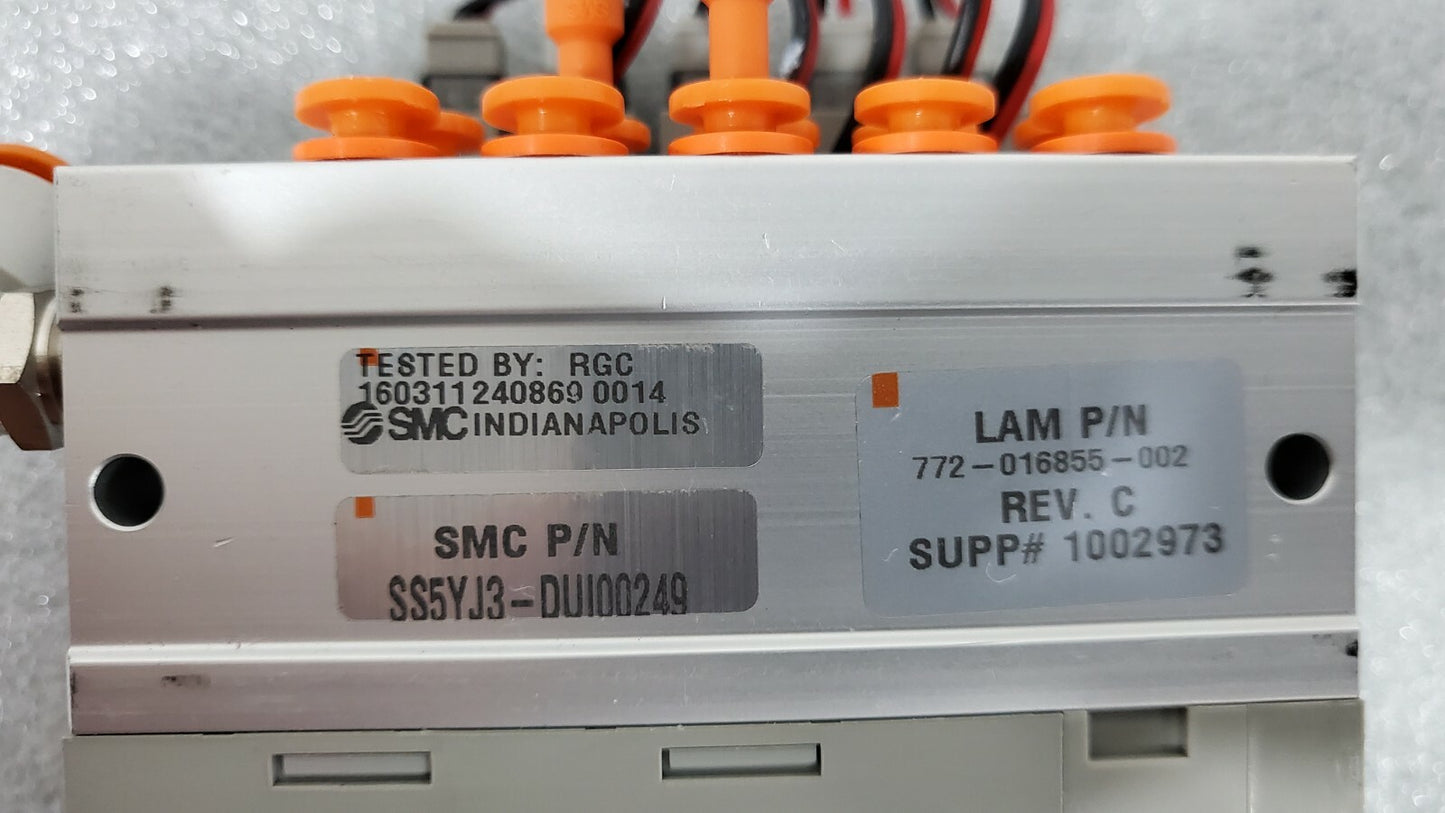 TESTED BY: RGC
160311240869 0014
SMC INDIANAPOLIS
SMC P/N
SS5YJ3-DUI00249
LAM P/N
772-016855-002
REV. C
SUPP# 1002973